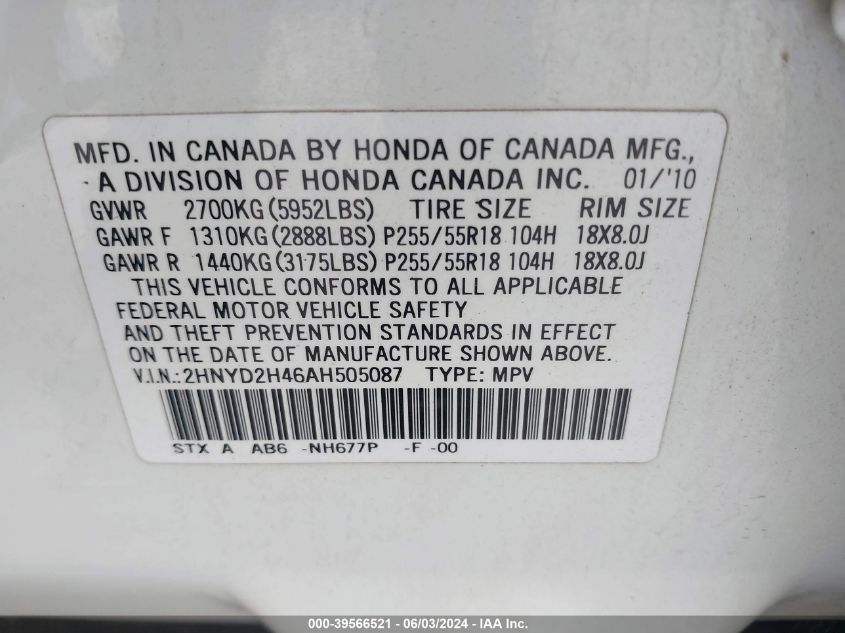 MFD. IN CANADA BY HONDA OF CANADA MFG.,
A DIVISION OF HONDA CANADA INC. 01/'10
GVWR 2700KG(5952LBS) TIRE SIZE RIM SIZE
GAWR F 1310KG(2888LBS) P255/55R18 104H 18X8.0J
GAWR R 1440KG(3175LBS) P255/55R18 104H 18X8.0J
THIS VEHICLE CONFORMS TO ALL APPLICABLE
FEDERAL MOTOR VEHICLE SAFETY
AND THEFT PREVENTION STANDARDS IN EFFECT
ON THE DATE OF MANUFACTURE SHOWN ABOVE.
V.I.N.:2HNYD2H46AH505087 TYPE: MPV
STX A AB6 -NH677P -F -00
000-39566521 - 06/03/2024 - IAA Inc.